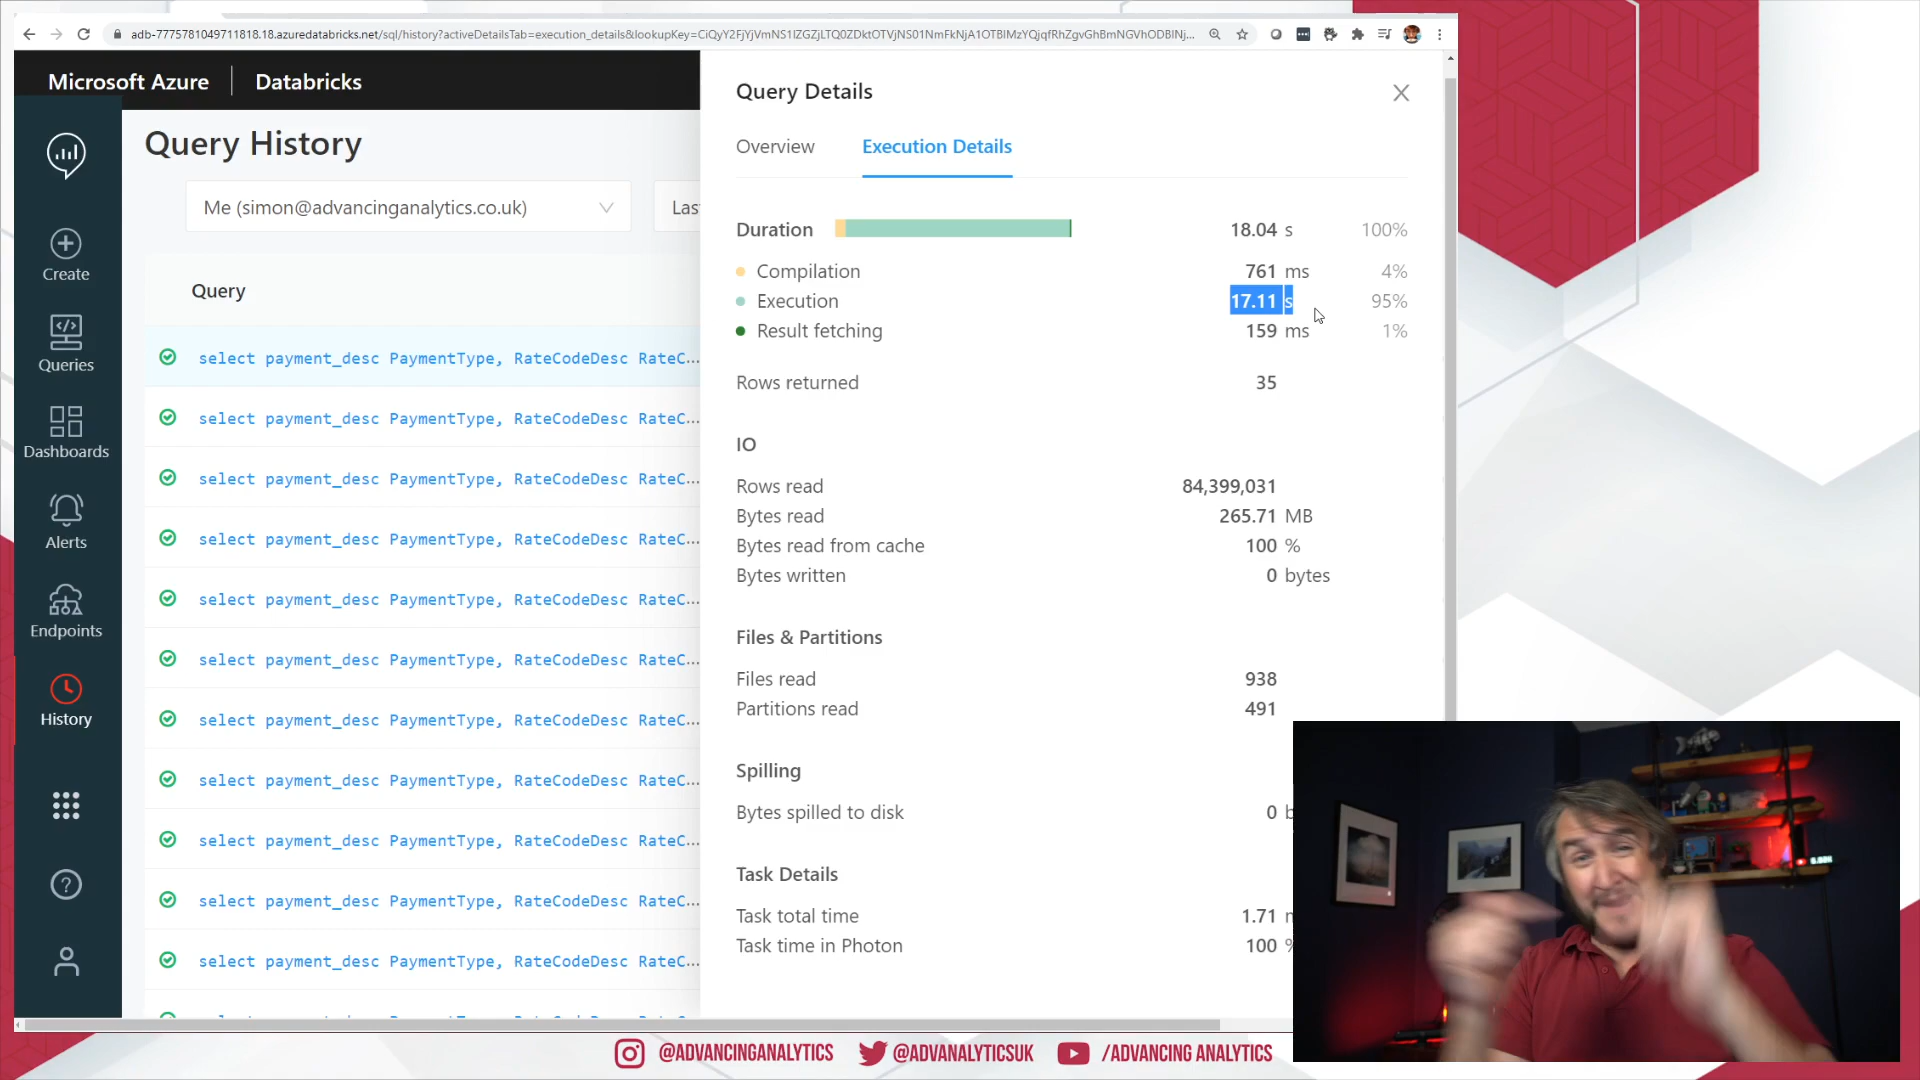 adb-7775781049711818.18.azuredatabricks.net/sql/history?activeDetailsTab=execution_details&lookupKey=
Microsoft Azure
Databricks
Query History
Me (simon@advancinganalytics.co.uk)
Las
Query
select payment_desc PaymentType, RateCodeDesc RateC...
select payment_desc PaymentType, RateCodeDesc RateC...
select payment_desc PaymentType, RateCodeDesc RateC...
select payment_desc PaymentType, RateCodeDesc RateC...
select payment_desc PaymentType, RateCodeDesc RateC...
select payment_desc PaymentType, RateCodeDesc RateC...
select payment_desc PaymentType, RateCodeDesc RateC...
select payment_desc PaymentType, RateCodeDesc RateC...
select payment_desc PaymentType, RateCodeDesc RateC...
select payment_desc PaymentType, RateCodeDesc RateC...
select payment_desc PaymentType, RateCodeDesc RateC...
Create
Queries
Dashboards
Alerts
Endpoints
History
Query Details
Overview
Execution Details
Duration 18.04 s 100%
Compilation 761 ms 4%
Execution 17.11 s 95%
Result fetching 159 ms 1%
Rows returned 35
IO
Rows read 84,399,031
Bytes read 265.71 MB
Bytes read from cache 100 %
Bytes written 0 bytes
Files & Partitions
Files read 938
Partitions read 491
Spilling
Bytes spilled to disk 0
Task Details
Task total time 1.71
Task time in Photon 100 %
@ADVANCINGANALYTICS
@ADVANALYTICSUK
/ADVANCING ANALYTICS